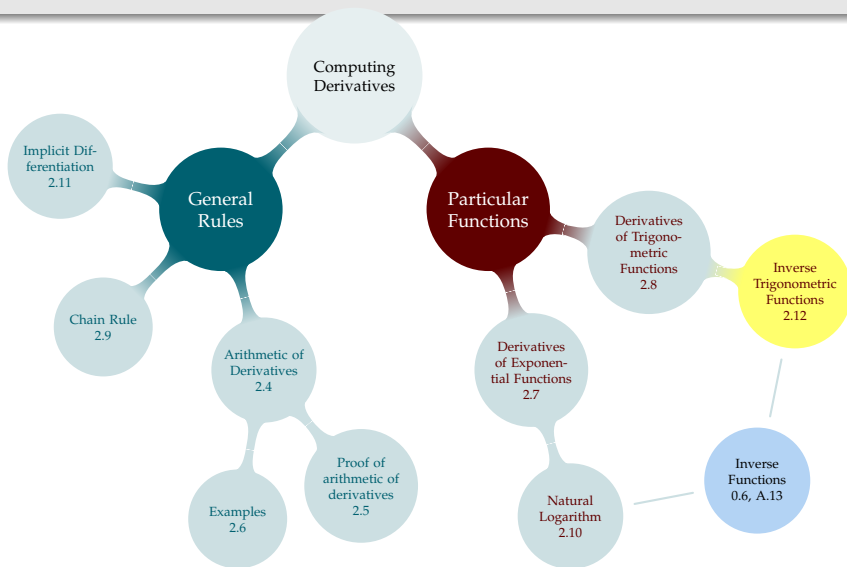 Computing
Derivatives
Implicit Dif-
ferentiation
2.11
General
Rules
Particular
Functions
Derivatives
of Trigono-
metric
Functions
2.8
Inverse
Trigonometric
Functions
2.12
Chain Rule
2.9
Arithmetic of
Derivatives
2.4
Derivatives
of Exponen-
tial Functions
2.7
Proof of
arithmetic of
derivatives
2.5
Examples
2.6
Natural
Logarithm
2.10
Inverse
Functions
0.6, A.13